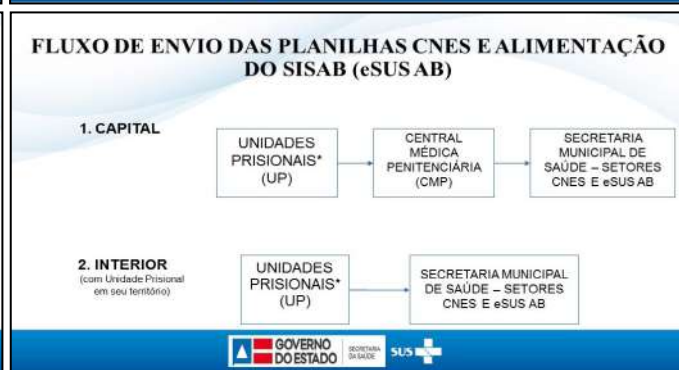 FLUXO DE ENVIO DAS PLANILHAS CNES E ALIMENTAÇÃO
DO SISAB (eSUS AB)
1. CAPITAL
UNIDADES
PRISIONAIS*
(UP)
CENTRAL
MÉDICA
PENITENCIÁRIA
(CMP)
SECRETARIA
MUNICIPAL DE
SAÚDE – SETORES
CNES E eSUS AB
2. INTERIOR
(com Unidade Prisional
em seu território)
UNIDADES
PRISIONAIS*
(UP)
SECRETARIA MUNICIPAL
DE SAÚDE – SETORES
CNES E eSUS AB
GOVERNO
DO ESTADO
SECRETARIA
DA SAÚDE
SUS